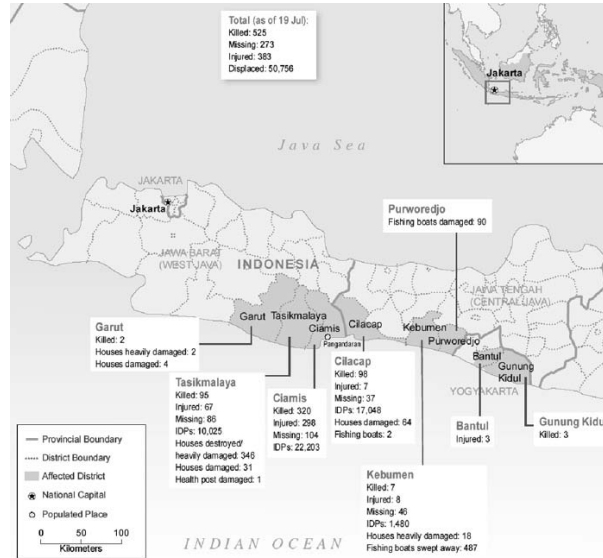 Total (as of 19 Jul):
Killed: 525
Missing: 273
Injured: 383
Displaced: 50,756
Jakarta
Java Sea
JAKARTA
Jakarta
JAWA BARAT
(WEST JAVA)
INDONESIA
Purworedjo
Fishing boats damaged: 90
JAWA TENGAH
(CENTRAL JAVA)
Garut
Tasikmalaya
Ciamis
Pangandaran
Cilacap
Kebumen
Purworedjo
Bantul
Gunung
Kidul
YOGYAKARTA
Garut
Killed: 2
Houses heavily damaged: 2
Houses damaged: 4
Tasikmalaya
Killed: 95
Injured: 67
Missing: 86
IDPs: 10,025
Houses destroyed/
heavily damaged: 346
Houses damaged: 31
Health post damaged: 1
Ciamis
Killed: 320
Injured: 298
Missing: 104
IDPs: 22,203
Cilacap
Killed: 98
Injured: 7
Missing: 37
IDPs: 17,048
Houses damaged: 64
Fishing boats: 2
Kebumen
Killed: 7
Injured: 8
Missing: 46
IDPs: 1,480
Houses heavily damaged: 18
Fishing boats swept away: 487
Bantul
Injured: 3
Gunung Kidul
Killed: 3
Provincial Boundary
District Boundary
Affected District
National Capital
Populated Place
0 50 100
Kilometers
INDIAN OCEAN